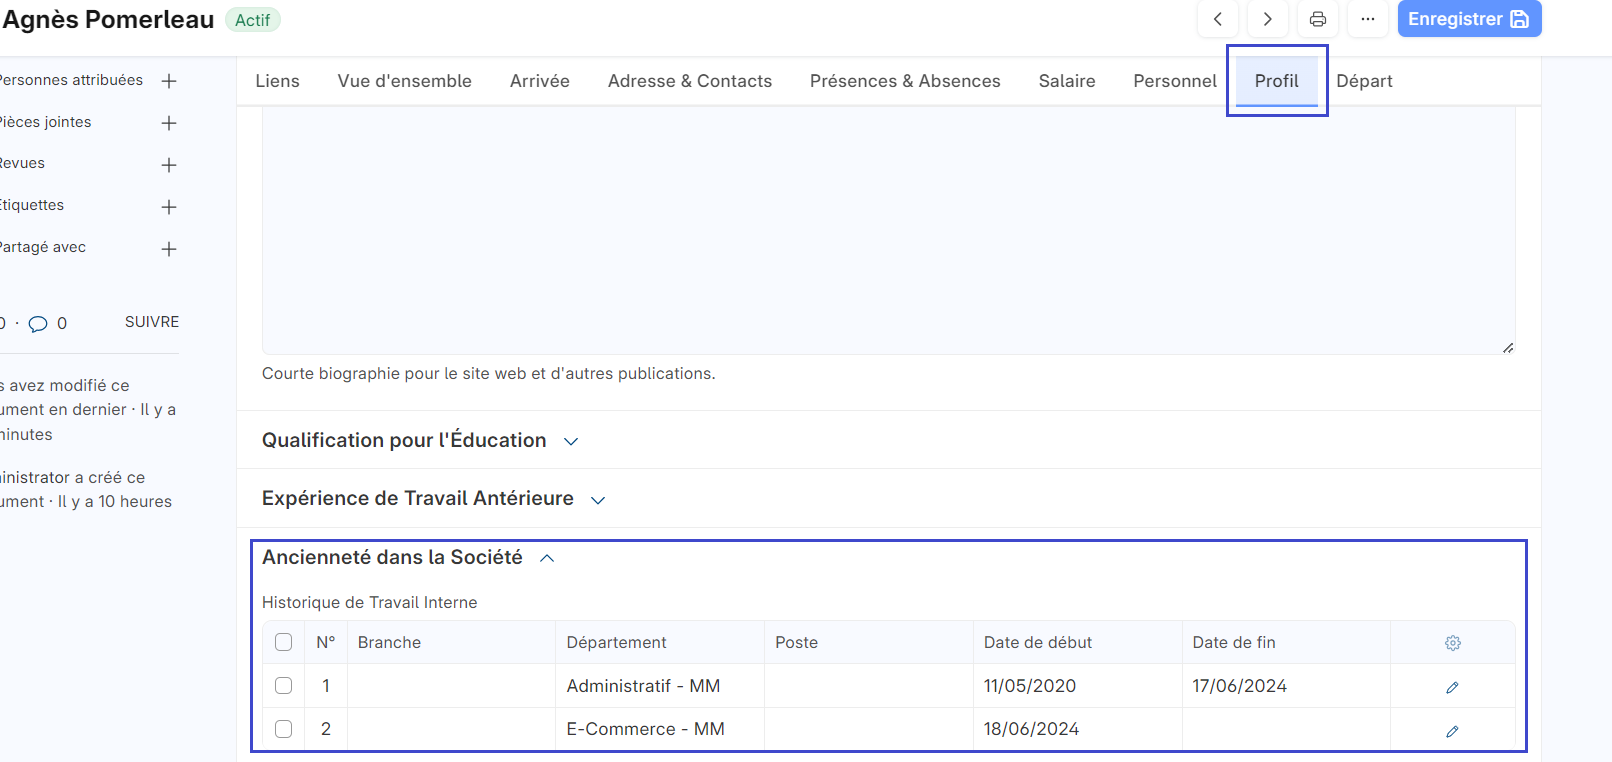 Agnès Pomerleau Actif
Enregistrer
Personnes attribuées
Pièces jointes
Revues
Étiquettes
Partagé avec
0 · 0 SUIVRE
s avez modifié ce
ument en dernier · Il y a
minutes
inistrator a créé ce
ument · Il y a 10 heures
Liens Vue d'ensemble Arrivée Adresse & Contacts Présences & Absences Salaire Personnel Profil Départ
Courte biographie pour le site web et d'autres publications.
Qualification pour l'Éducation
Expérience de Travail Antérieure
Ancienneté dans la Société
Historique de Travail Interne
N° Branche Département Poste Date de début Date de fin
1 Administratif - MM 11/05/2020 17/06/2024
2 E-Commerce - MM 18/06/2024